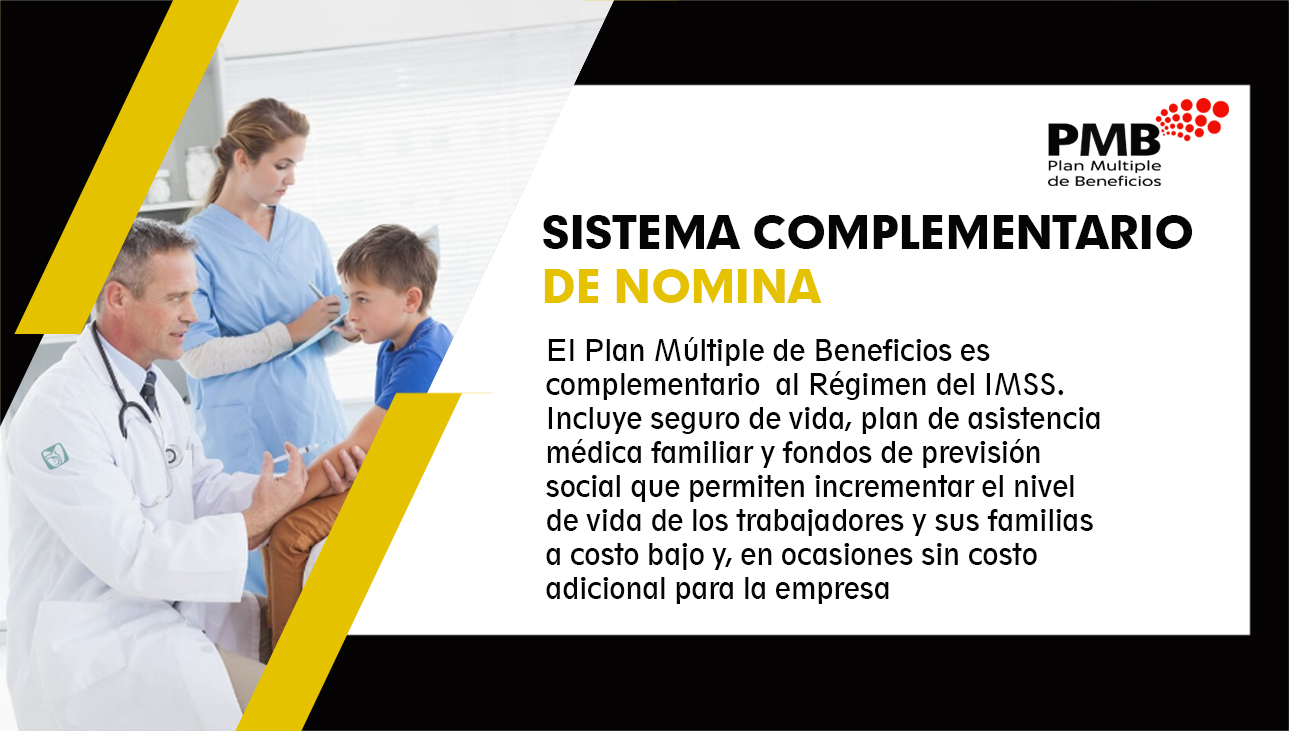 PMB
Plan Multiple
de Beneficios
SISTEMA COMPLEMENTARIO
DE NOMINA
El Plan Múltiple de Beneficios es
complementario al Régimen del IMSS.
Incluye seguro de vida, plan de asistencia
médica familiar y fondos de previsión
social que permiten incrementar el nivel
de vida de los trabajadores y sus familias
a costo bajo y, en ocasiones sin costo
adicional para la empresa